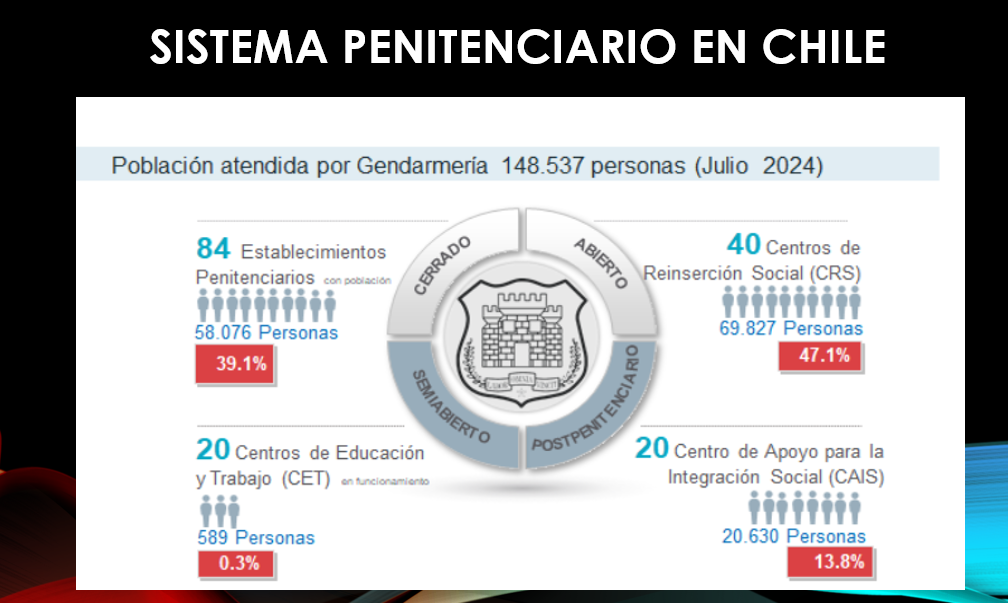 SISTEMA PENITENCIARIO EN CHILE
Población atendida por Gendarmería 148.537 personas (Julio 2024)
84 Establecimientos
Penitenciarios con población
58.076 Personas
39.1%
CERRADO
ABIERTO
40 Centros de
Reinserción Social (CRS)
69.827 Personas
47.1%
SEMIABIERTO
POSTPENITENCIARIO
LABOR OMNIA VINCIT
20 Centros de Educación
y Trabajo (CET) en funcionamiento
589 Personas
0.3%
20 Centro de Apoyo para la
Integración Social (CAIS)
20.630 Personas
13.8%